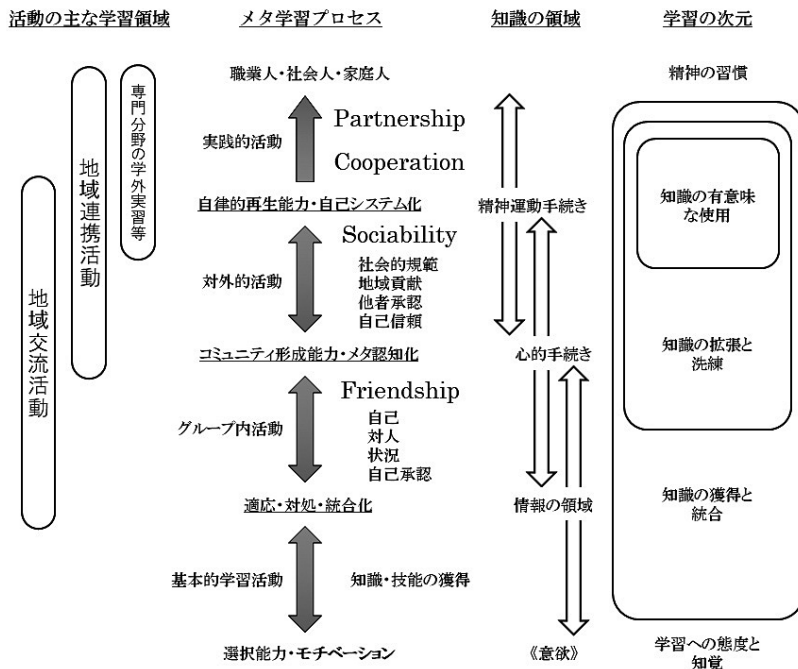 活動の主な学習領域
メタ学習プロセス
知識の領域
学習の次元
地域交流活動
地域連携活動
専門分野の学外実習等
職業人・社会人・家庭人
実践的活動
Partnership
Cooperation
自律的再生能力・自己システム化
対外的活動
Sociability
社会的規範
地域貢献
他者承認
自己信頼
コミュニティ形成能力・メタ認知化
グループ内活動
Friendship
自己
対人
状況
自己承認
適応・対処・統合化
基本的学習活動
知識・技能の獲得
選択能力・モチベーション
精神運動手続き
心的手続き
情報の領域
《意欲》
精神の習慣
知識の有意味
な使用
知識の拡張と
洗練
知識の獲得と
統合
学習への態度と
知覚